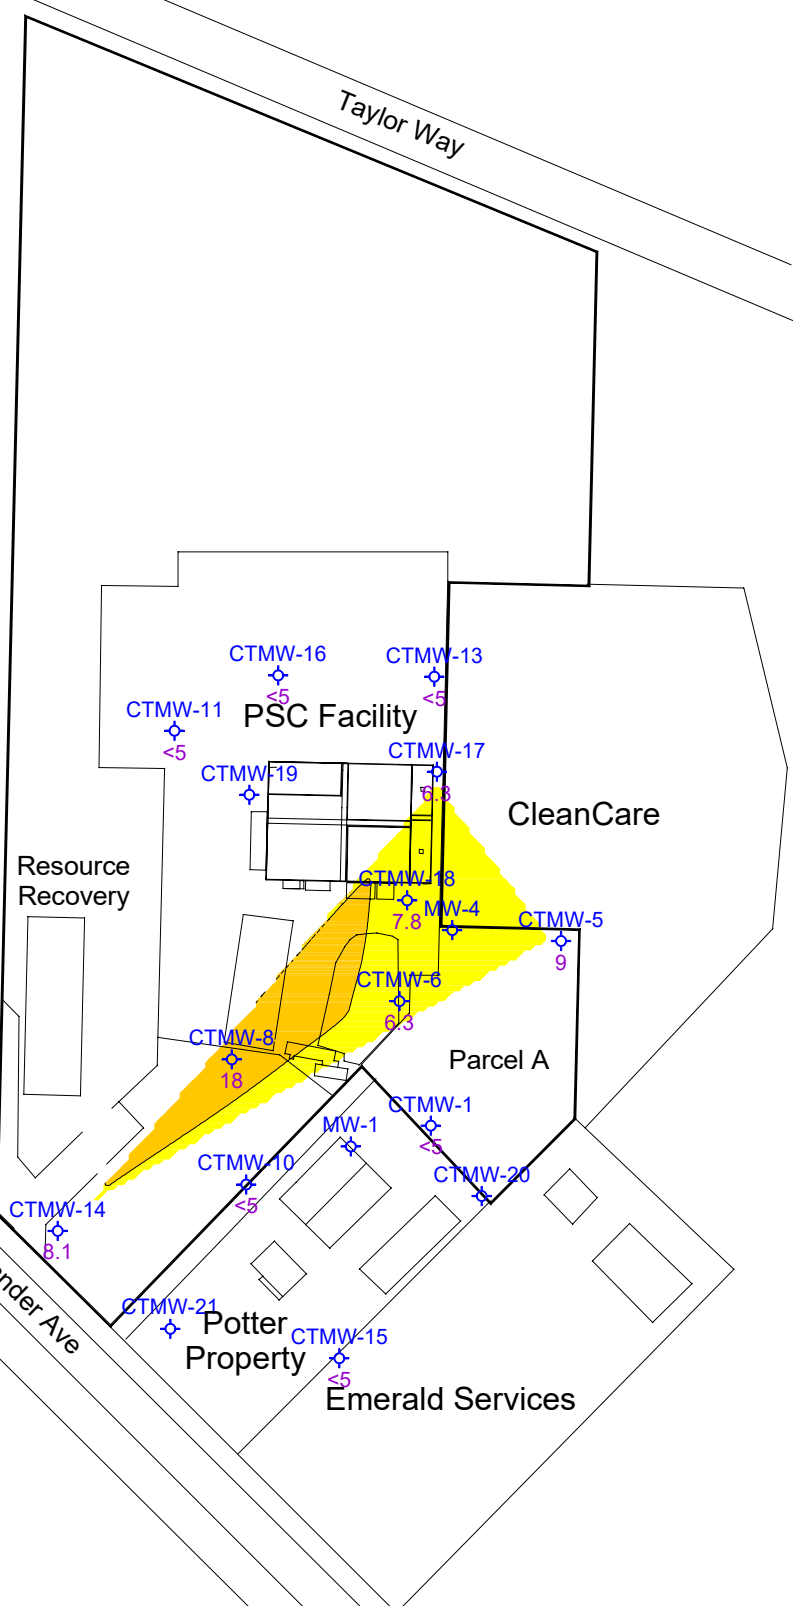 Taylor Way
CTMW-16
<5
CTMW-13
<5
CTMW-11
<5
PSC Facility
CTMW-17
6.3
CTMW-19
CleanCare
Resource
Recovery
CTMW-18
7.8
MW-4
CTMW-5
9
CTMW-6
6.3
CTMW-8
18
Parcel A
CTMW-1
<5
MW-1
CTMW-10
<5
CTMW-20
CTMW-14
8.1
nder Ave
CTMW-21
Potter
Property
CTMW-15
<5
Emerald Services